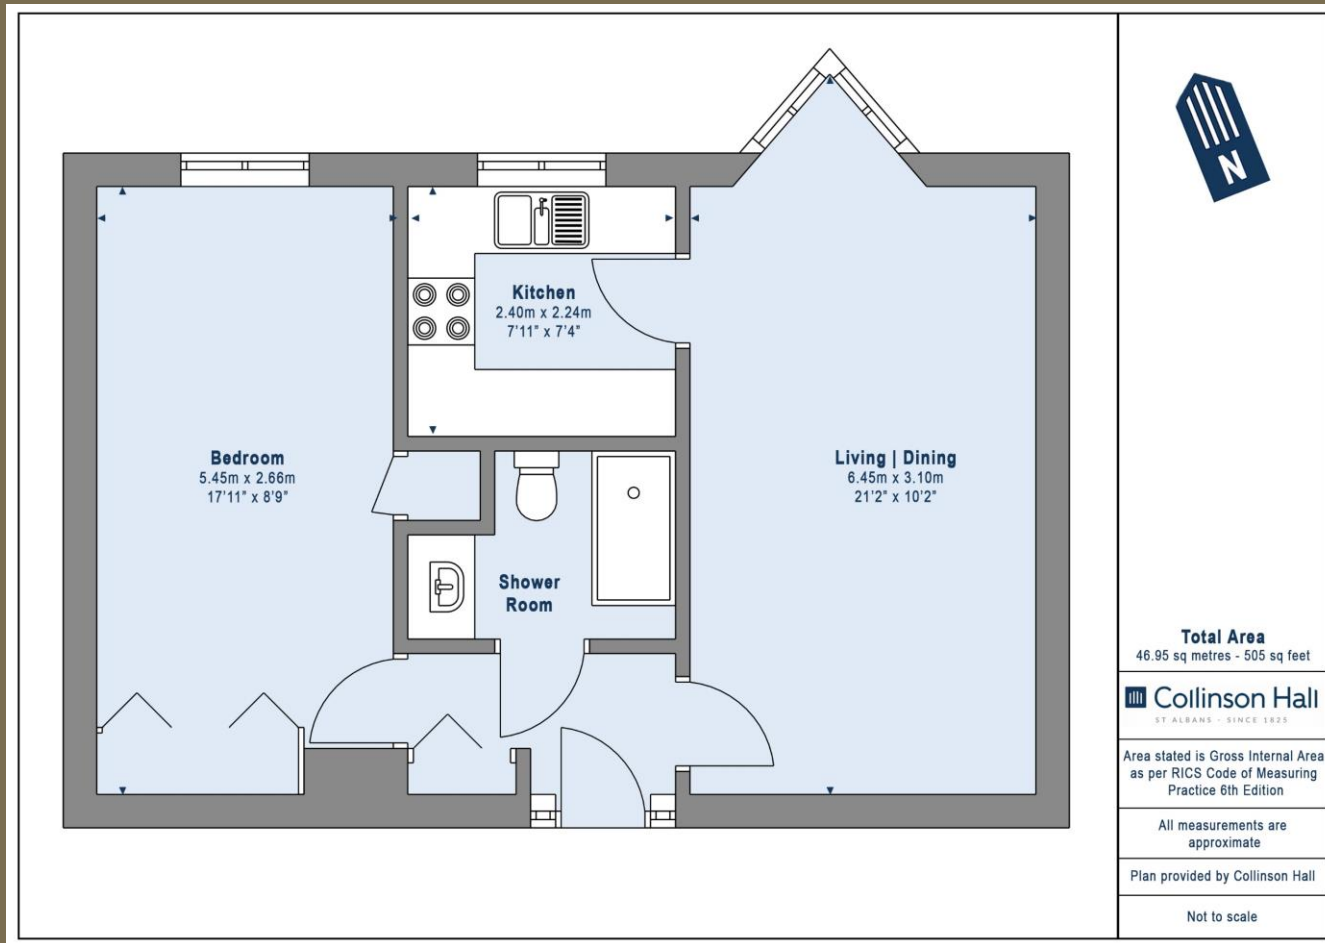 N
Kitchen
2.40m x 2.24m
7'11" x 7'4"
Bedroom
5.45m x 2.66m
17'11" x 8'9"
Living | Dining
6.45m x 3.10m
21'2" x 10'2"
Shower
Room
Total Area
46.95 sq metres - 505 sq feet
Collinson Hall
ST ALBANS - SINCE 1825
Area stated is Gross Internal Area
as per RICS Code of Measuring
Practice 6th Edition
All measurements are
approximate
Plan provided by Collinson Hall
Not to scale